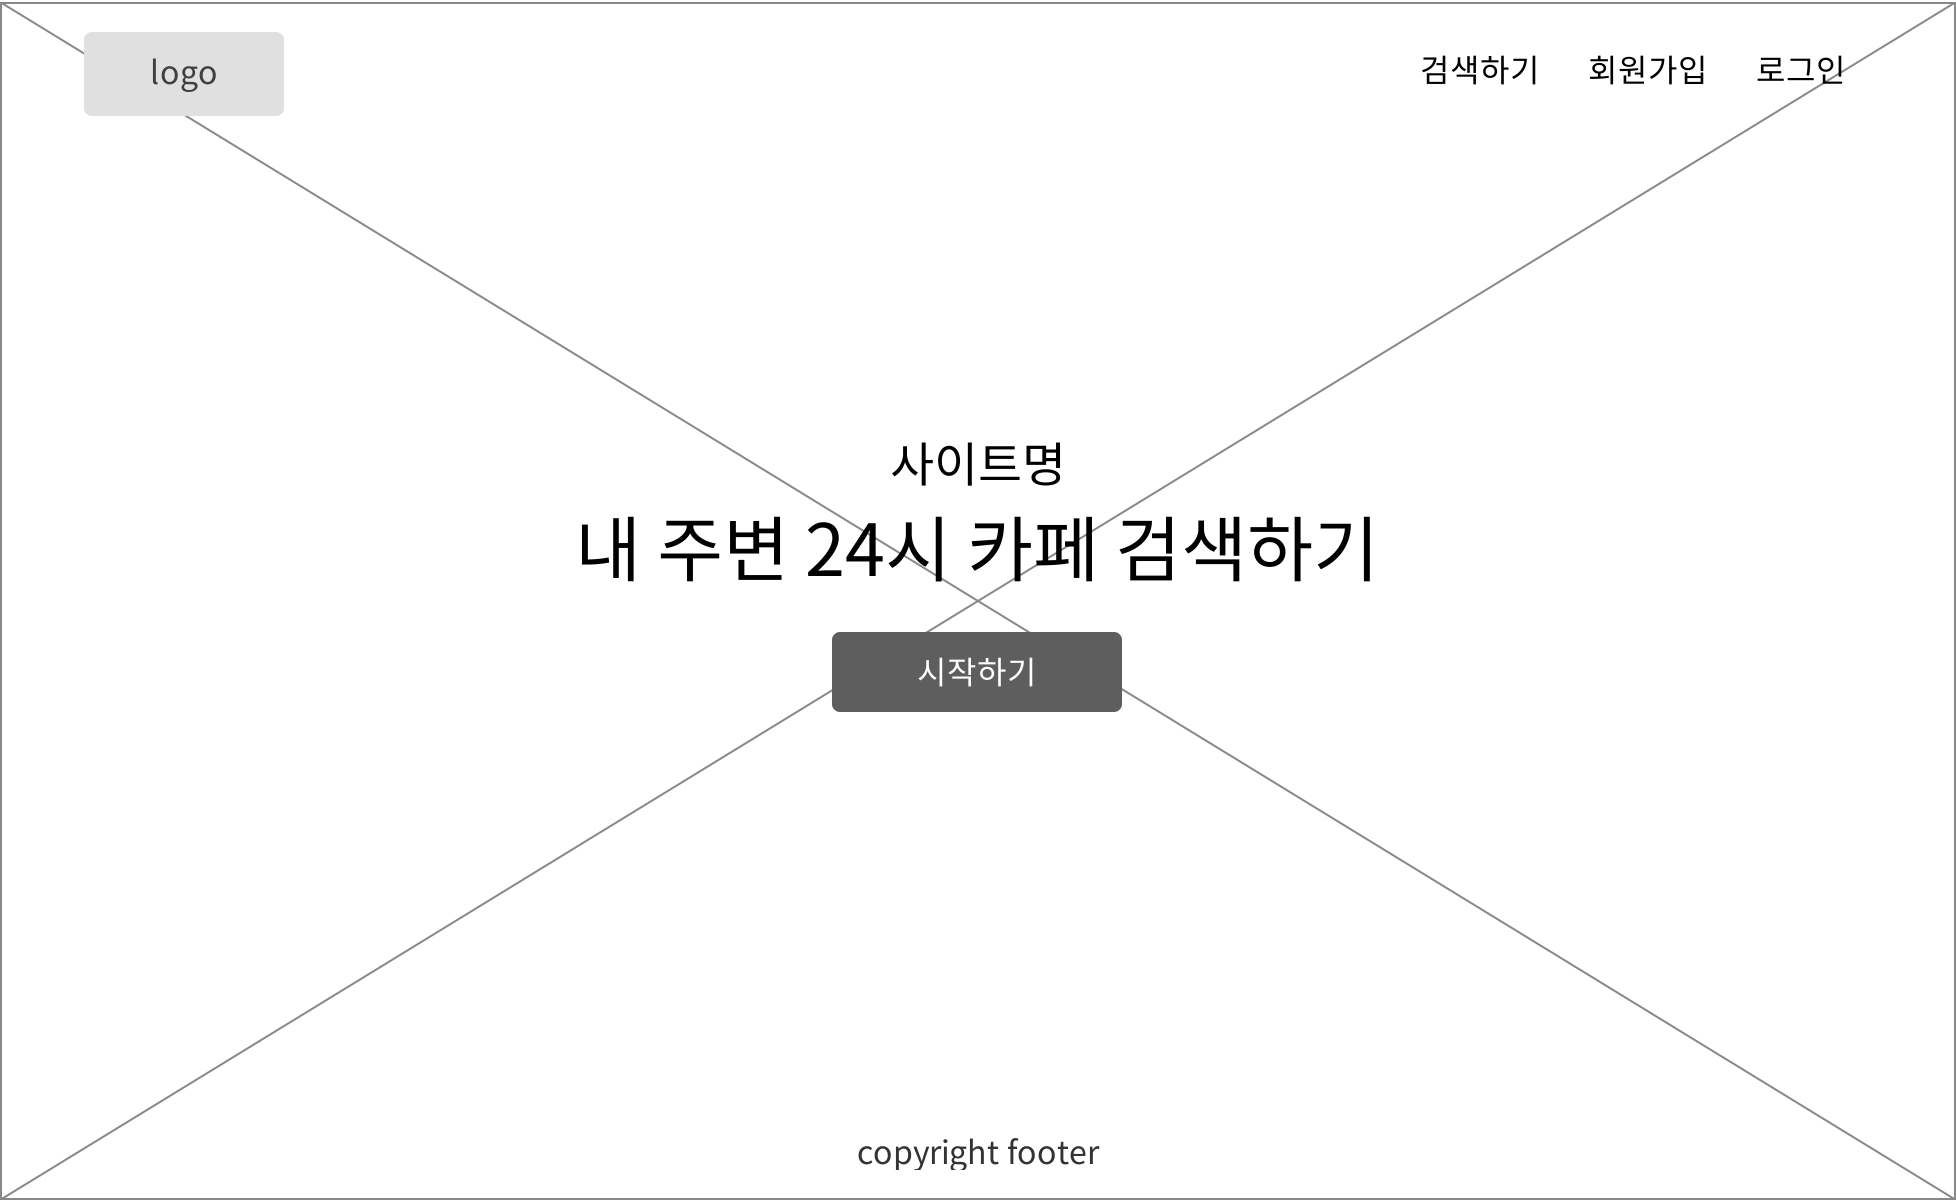 logo
검색하기 회원가입 로그인
사이트명
내 주변 24시 카페 검색하기
시작하기
copyright footer